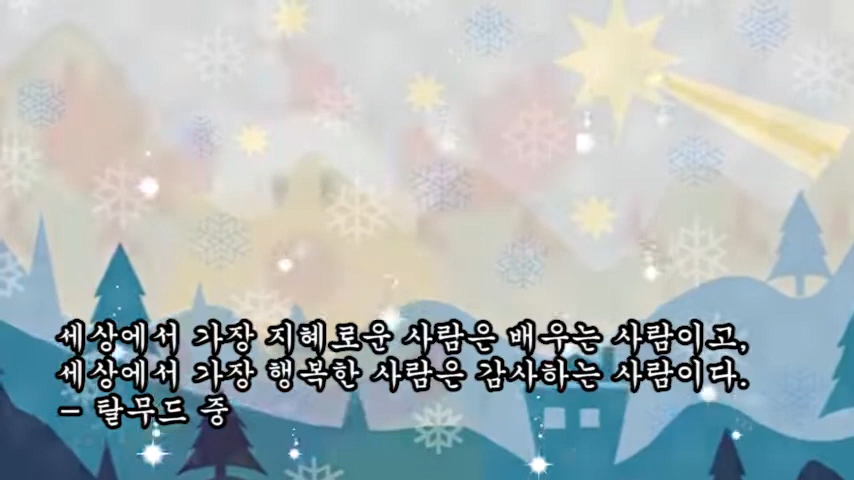 세상에서 가장 지혜로운 사람은 배우는 사람이고,
세상에서 가장 행복한 사람은 감사하는 사람이다.
- 탈무드 중